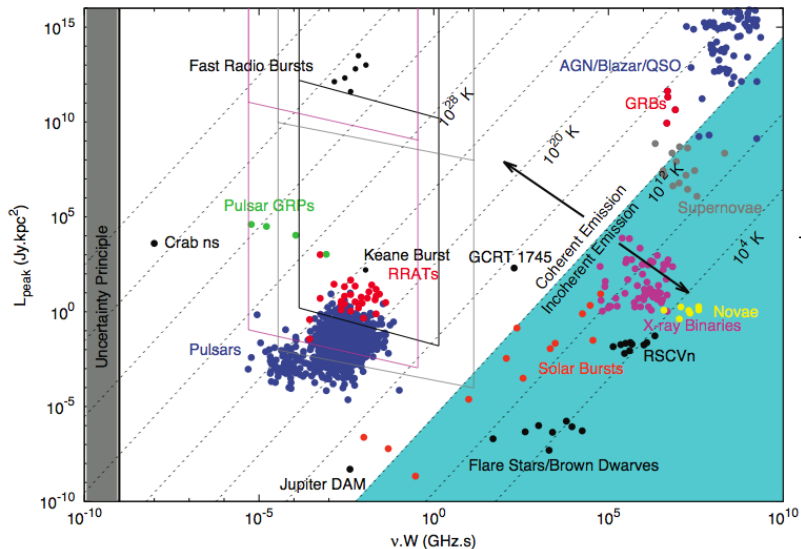 10^15
10^10
10^5
10^0
10^-5
10^-10
L_peak (Jy.kpc^2)
Uncertainty Principle
Fast Radio Bursts
AGN/Blazar/QSO
GRBs
10^28 K
10^20 K
10^12 K
10^4 K
Coherent Emission
Incoherent Emission
Supernovae
Pulsar GRPs
Crab ns
Keane Burst
RRATs
GCRT 1745
Pulsars
Novae
X-ray Binaries
RSCVn
Solar Bursts
Flare Stars/Brown Dwarves
Jupiter DAM
10^-10
10^-5
10^0
10^5
10^10
ν.W (GHz.s)